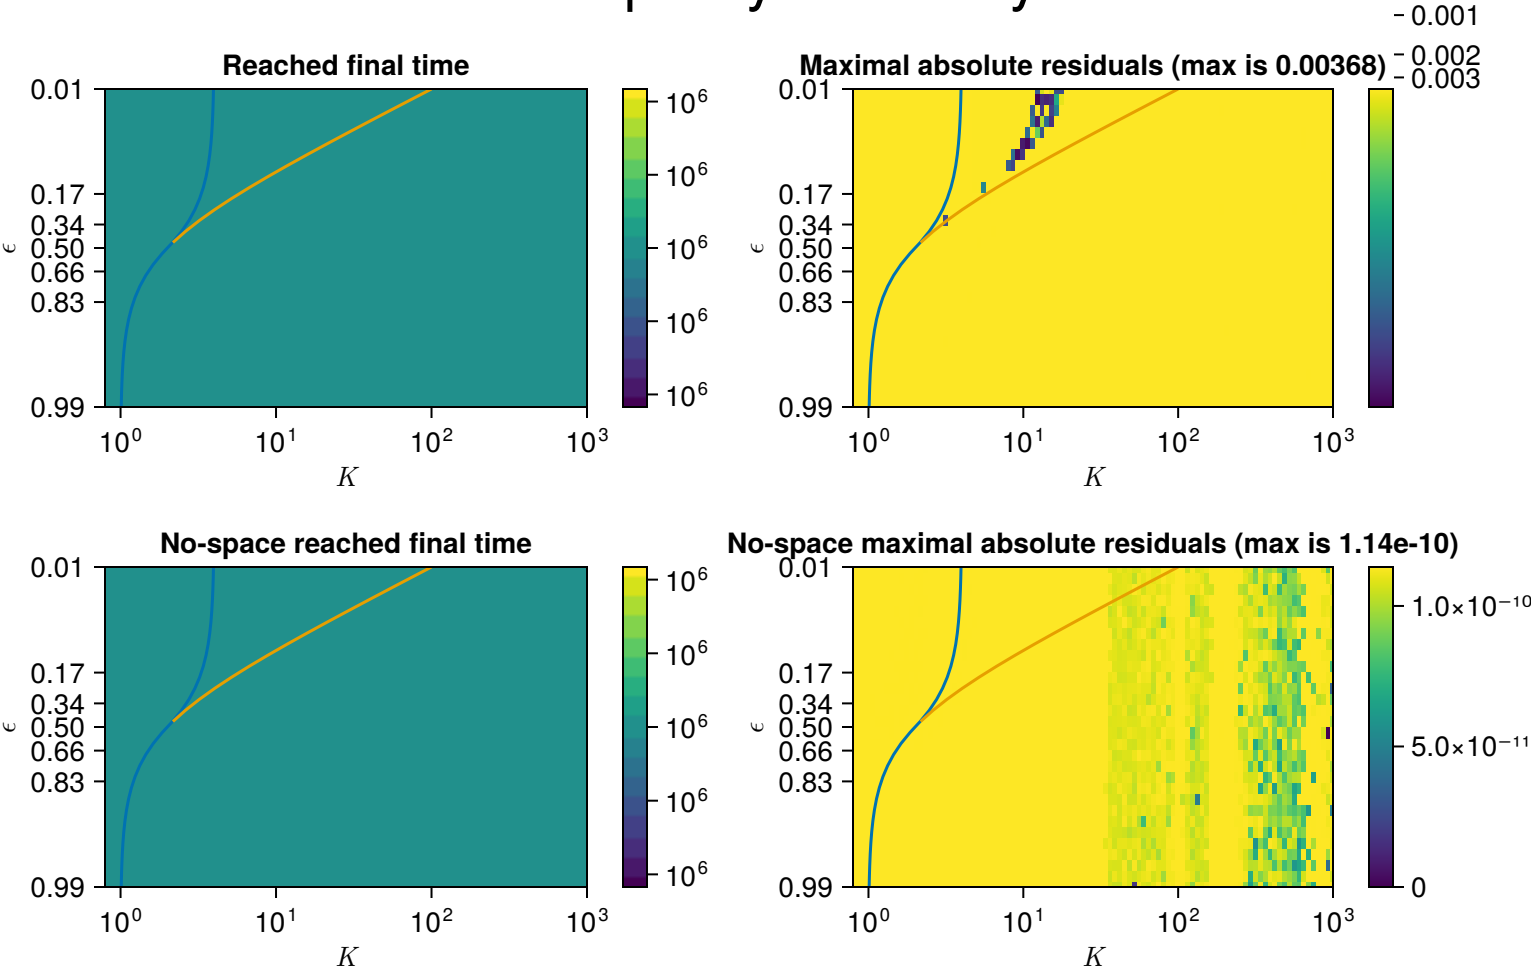 0.001
0.002
0.003
Reached final time
0.01
0.17
0.34
0.50
0.66
0.83
0.99
ϵ
10⁰ 10¹ 10² 10³
K
10⁶
10⁶
10⁶
10⁶
10⁶
Maximal absolute residuals (max is 0.00368)
0.01
0.17
0.34
0.50
0.66
0.83
0.99
ϵ
10⁰ 10¹ 10² 10³
K
No-space reached final time
0.01
0.17
0.34
0.50
0.66
0.83
0.99
ϵ
10⁰ 10¹ 10² 10³
K
10⁶
10⁶
10⁶
10⁶
10⁶
No-space maximal absolute residuals (max is 1.14e-10)
0.01
0.17
0.34
0.50
0.66
0.83
0.99
ϵ
10⁰ 10¹ 10² 10³
K
1.0×10⁻¹⁰
5.0×10⁻¹¹
0